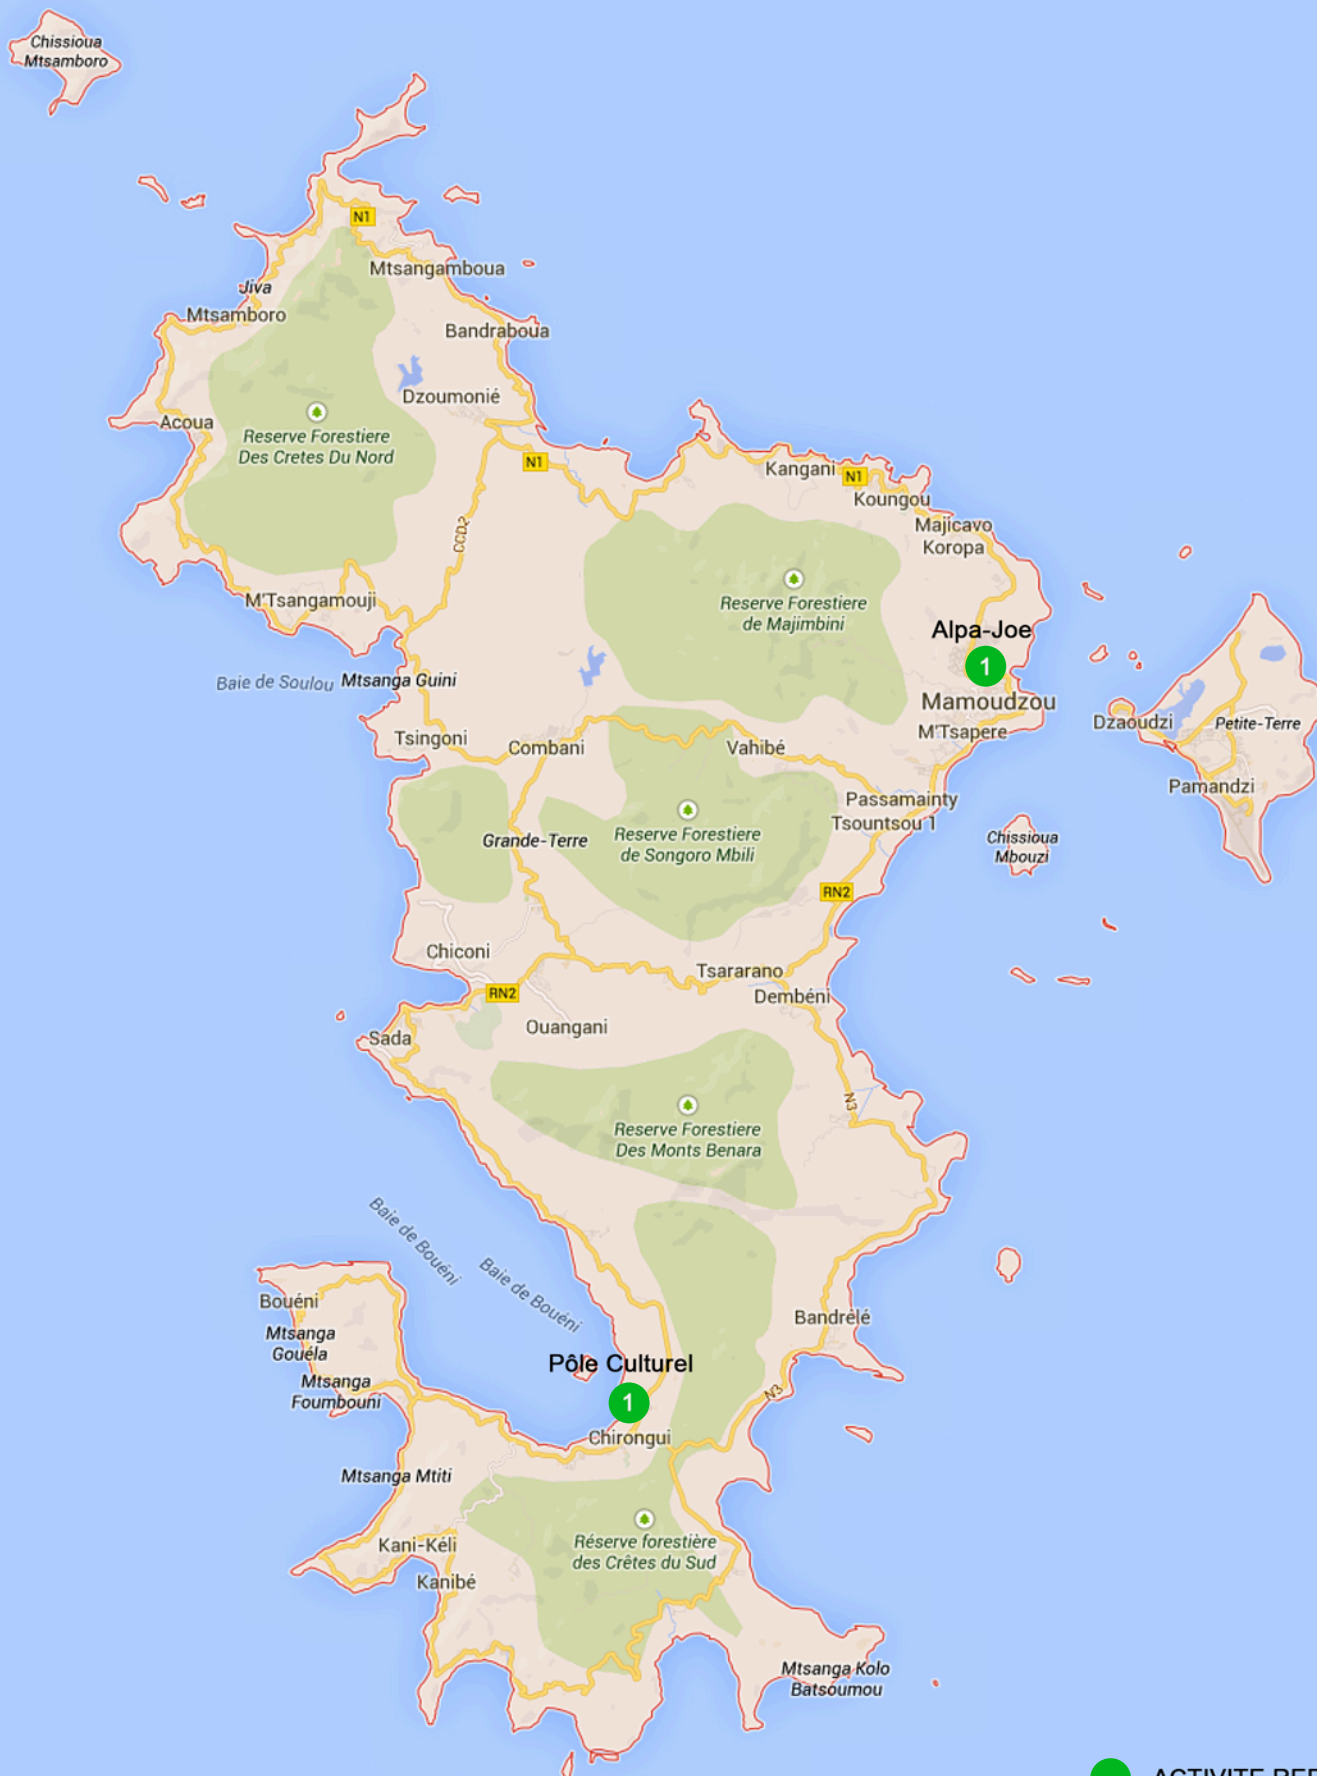 Chissioua
Mtsamboro
N1
Mtsangamboua
Jiva
Mtsamboro
Bandraboua
Dzoumonié
Acoua
Reserve Forestiere
Des Cretes Du Nord
N1
Kangani
N1
Koungou
CCD2
Majicavo
Koropa
M'Tsangamouji
Reserve Forestiere
de Majimbini
Alpa-Joe
1
Baie de Soulou
Mtsanga Guini
Mamoudzou
Dzaoudzi
Petite-Terre
M'Tsapere
Tsingoni
Combani
Vahibé
Pamandzi
Passamainty
Tsountsou 1
Grande-Terre
Reserve Forestiere
de Songoro Mbili
Chissioua
Mbouzi
RN2
Chiconi
Tsararano
RN2
Dembéni
Ouangani
Sada
N3
Reserve Forestiere
Des Monts Benara
Baie de Bouéni
Baie de Bouéni
Bouéni
Bandrélé
Mtsanga
Gouéla
Pôle Culturel
1
Mtsanga
Foumbouni
N3
Chirongui
Mtsanga Mtiti
Kani-Kéli
Réserve forestière
des Crêtes du Sud
Kanibé
Mtsanga Kolo
Batsoumou